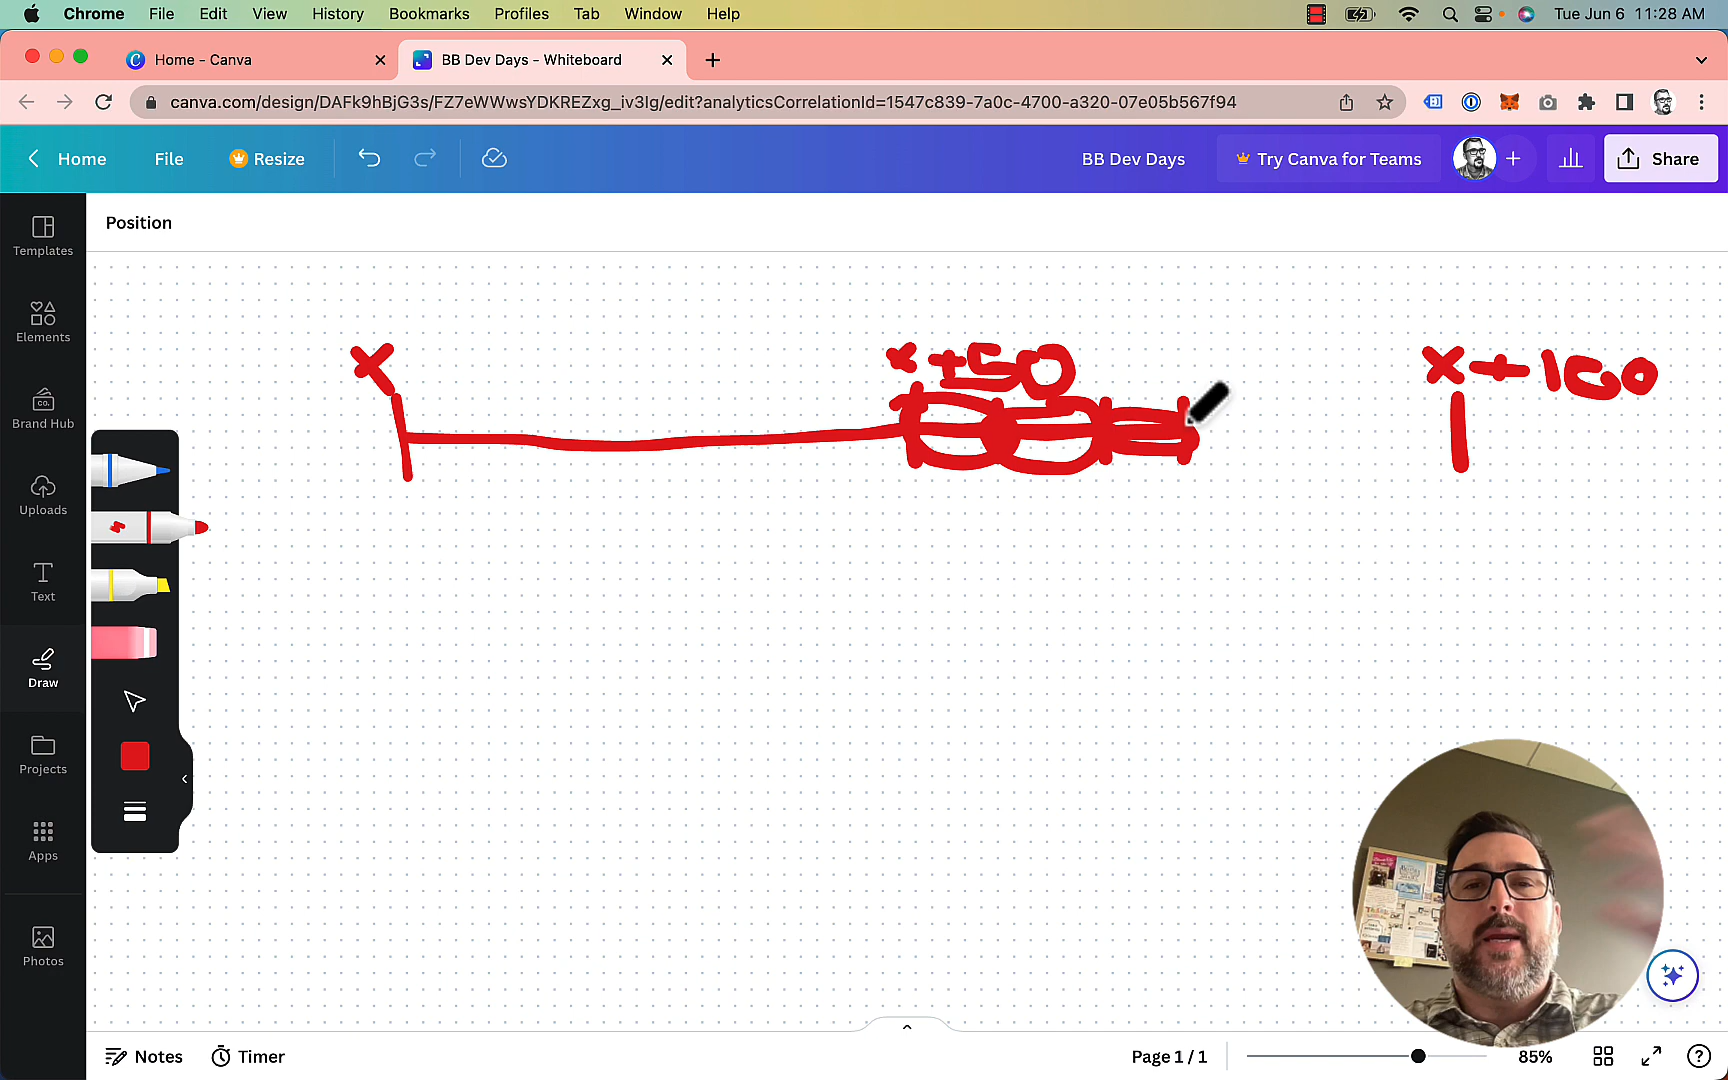 Chrome File Edit View History Bookmarks Profiles Tab Window Help Tue Jun 6 11:28 AM
Home - Canva BB Dev Days - Whiteboard
canva.com/design/DAFk9hBjG3s/FZ7eWWwsYDKREZxg_iv3Ig/edit?analyticsCorrelationId=1547c839-7a0c-4700-a320-07e05b567f94
Home File Resize BB Dev Days Try Canva for Teams Share
Position
Templates
Elements
Brand Hub
Uploads
Text
Draw
Projects
Apps
Photos
x x+50 x+100
Notes Timer Page 1 / 1 85%